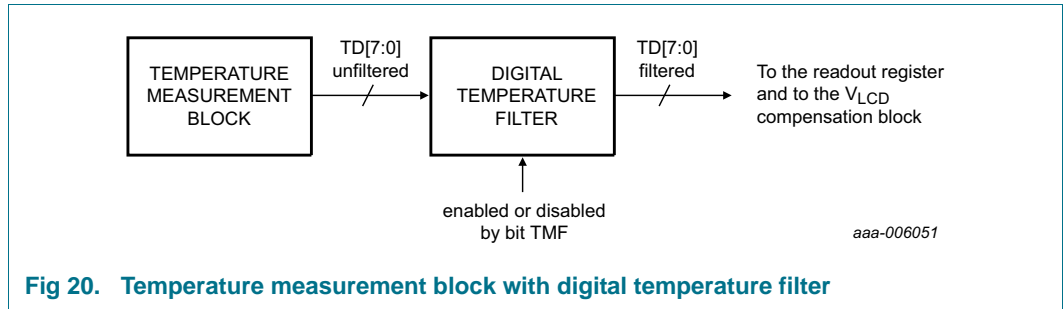 TEMPERATURE
MEASUREMENT
BLOCK
TD[7:0]
unfiltered
DIGITAL
TEMPERATURE
FILTER
TD[7:0]
filtered
To the readout register
and to the VLCD
compensation block
enabled or disabled
by bit TMF
aaa-006051
Fig 20. Temperature measurement block with digital temperature filter